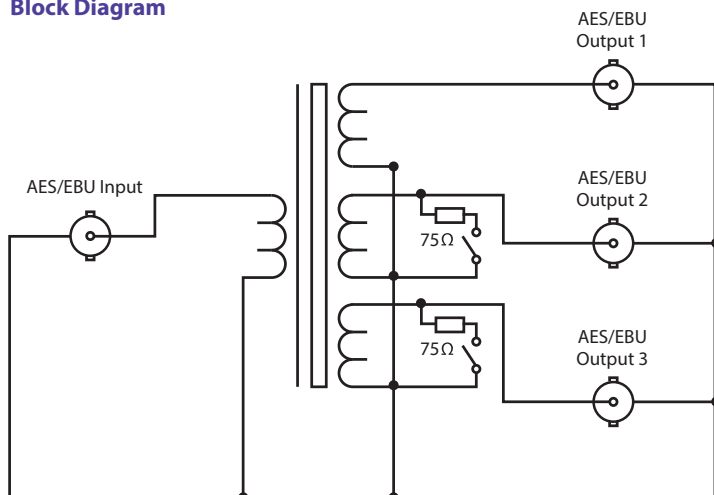 Block Diagram
AES/EBU
Output 1
AES/EBU Input
AES/EBU
Output 2
75Ω
AES/EBU
Output 3
75Ω